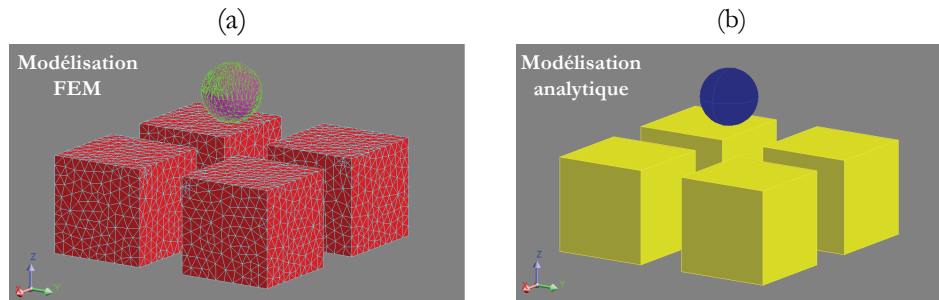 (a)
Modélisation
FEM
Z
X
Y
(b)
Modélisation
analytique
Z
X
Y